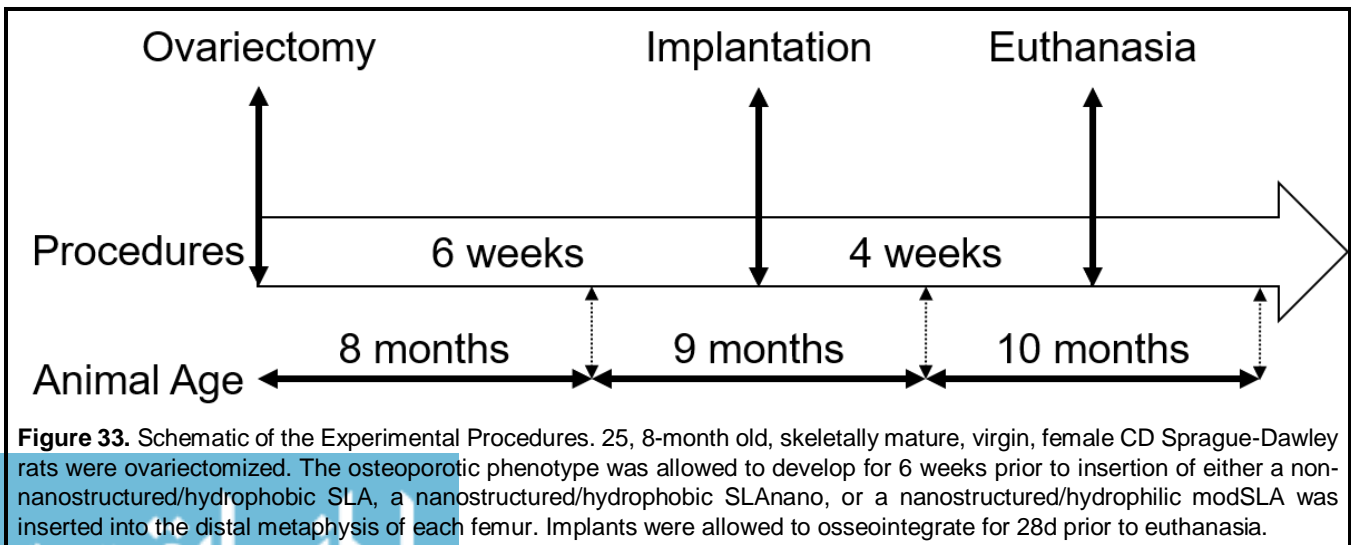 Ovariectomy Implantation Euthanasia
Procedures 6 weeks 4 weeks
8 months 9 months 10 months
Animal Age
Figure 33. Schematic of the Experimental Procedures. 25, 8-month old, skeletally mature, virgin, female CD Sprague-Dawley
rats were ovariectomized. The osteoporotic phenotype was allowed to develop for 6 weeks prior to insertion of either a non-
nanostructured/hydrophobic SLA, a nanostructured/hydrophobic SLAnano, or a nanostructured/hydrophilic modSLA was
inserted into the distal metaphysis of each femur. Implants were allowed to osseointegrate for 28d prior to euthanasia.